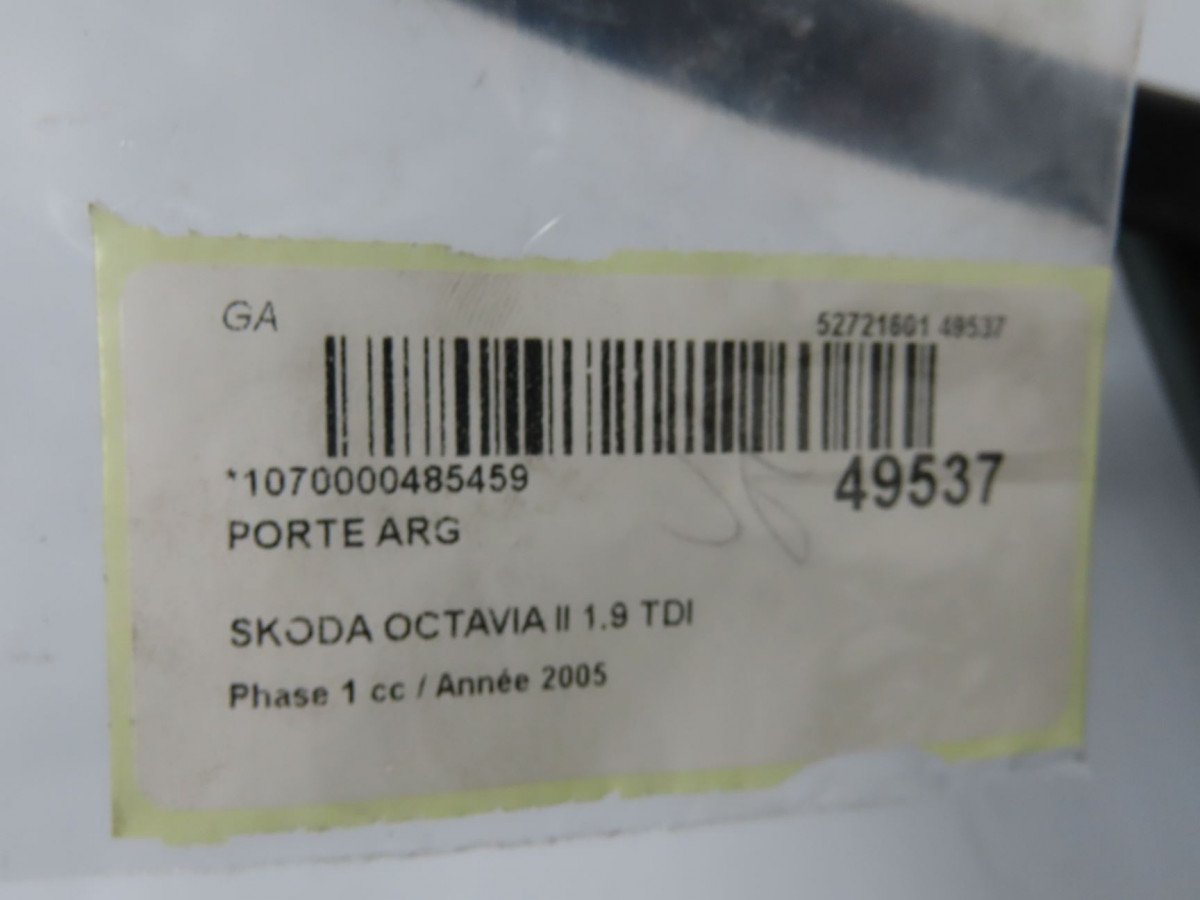 GA
52721601 49537
*1070000485459
49537
PORTE ARG
SKODA OCTAVIA II 1.9 TDI
Phase 1 cc / Année 2005